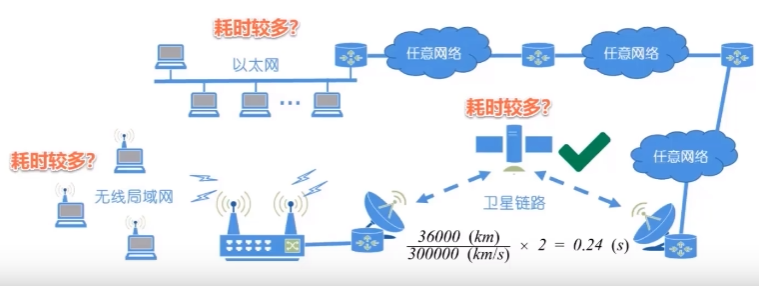 耗时较多?
以太网
任意网络
任意网络
耗时较多?
耗时较多?
任意网络
无线局域网
卫星链路
36000 (km)
300000 (km/s)
× 2 = 0.24 (s)